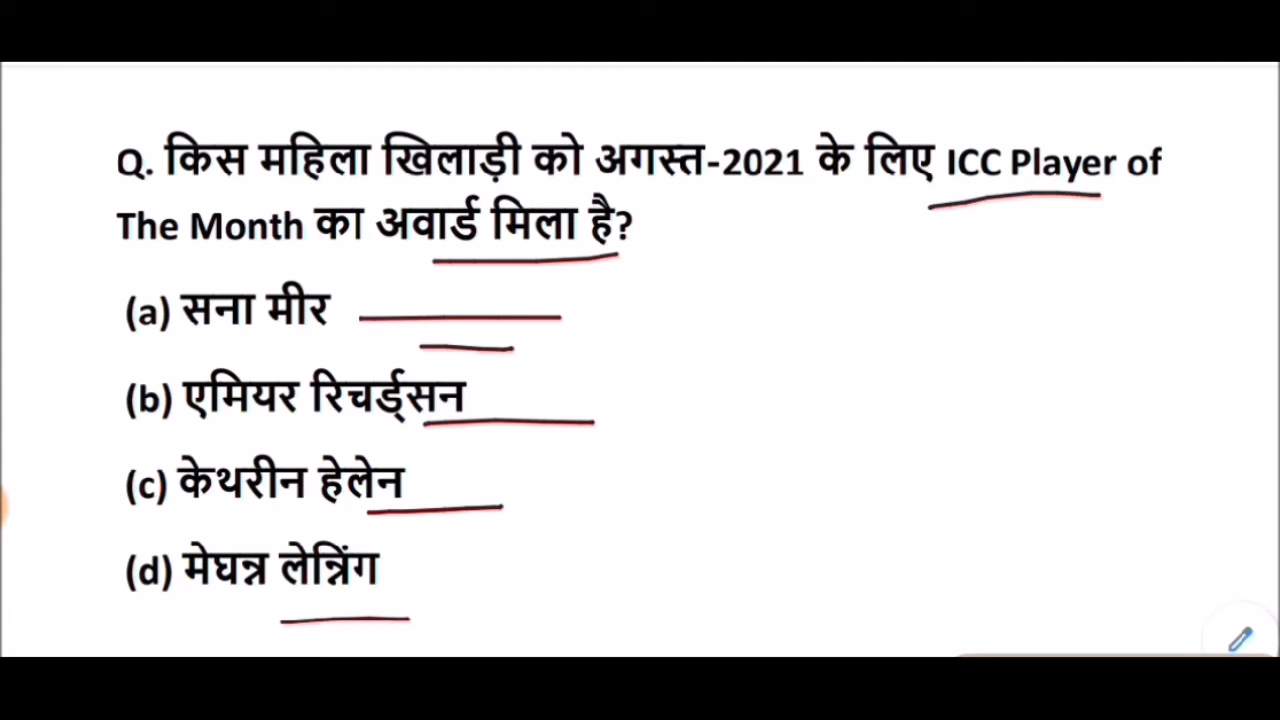 Q. किस महिला खिलाड़ी को अगस्त-2021 के लिए ICC Player of
The Month का अवार्ड मिला है?
(a) सना मीर
(b) एमियर रिचर्ड्सन
(c) केथरीन हेलेन
(d) मेघन्न लेन्निंग